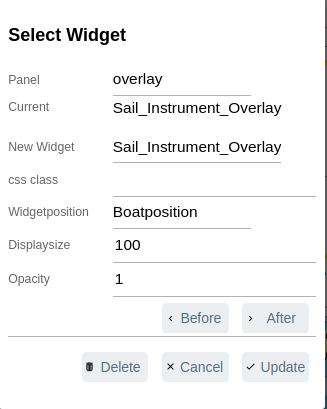 Select Widget
Panel overlay
Current Sail_Instrument_Overlay
New Widget Sail_Instrument_Overlay
css class
Widgetposition Boatposition
Displaysize 100
Opacity 1
Before After
Delete Cancel Update